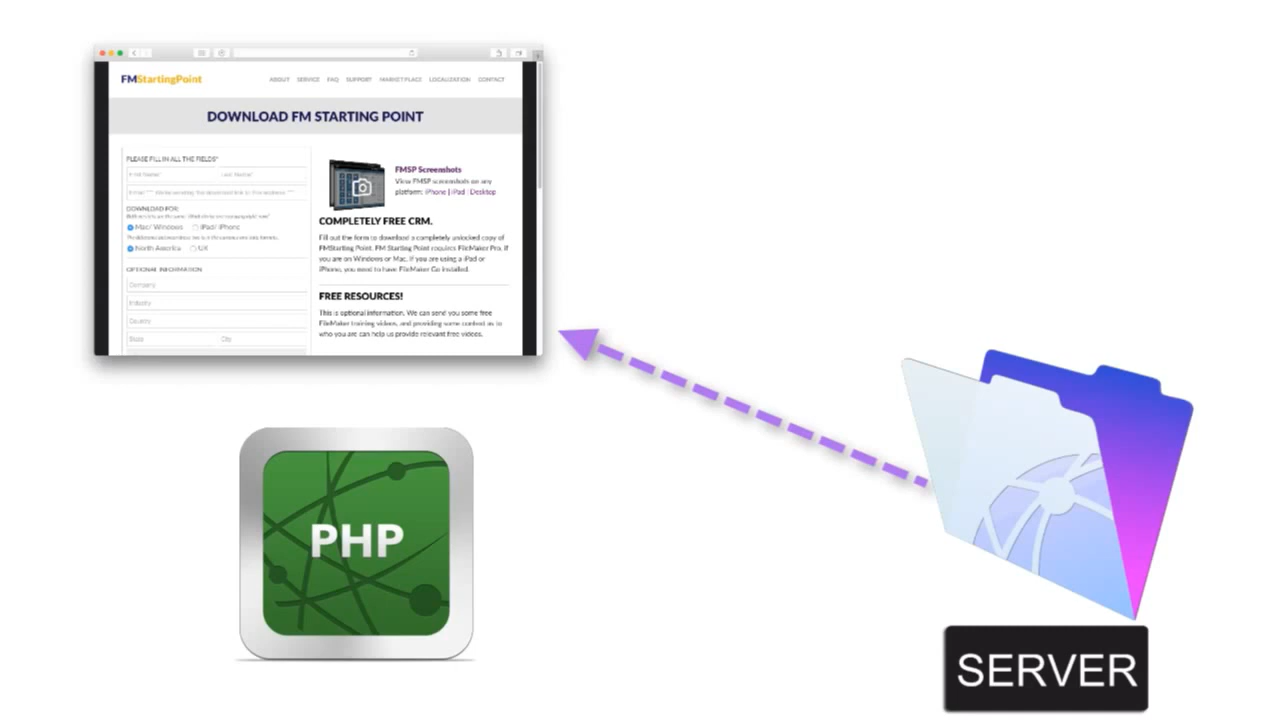 FMStartingPoint
ABOUT SERVICE FAQ SUPPORT MARKET PLACE LOCALIZATION CONTACT
DOWNLOAD FM STARTING POINT
PLEASE FILL IN ALL THE FIELDS*
First Name* Last Name*
DOWNLOAD FOR:
Mac/ Windows iPad/ iPhone
North America UK
OPTIONAL INFORMATION
Company
Industry
Country
State City
FMSP Screenshots
View FMSP screenshots on any
platform: iPhone | iPad | Desktop
COMPLETELY FREE CRM.
Fill out the form to download a completely unlocked copy of
FMStarting Point. FM Starting Point requires FileMaker Pro, if
you are on Windows or Mac. If you are using a iPad or
iPhone, you need to have FileMaker Go installed.
FREE RESOURCES!
This is optional information. We can send you some free
FileMaker training videos, and providing some context as to
who you are can help us provide relevant free videos.
PHP
SERVER